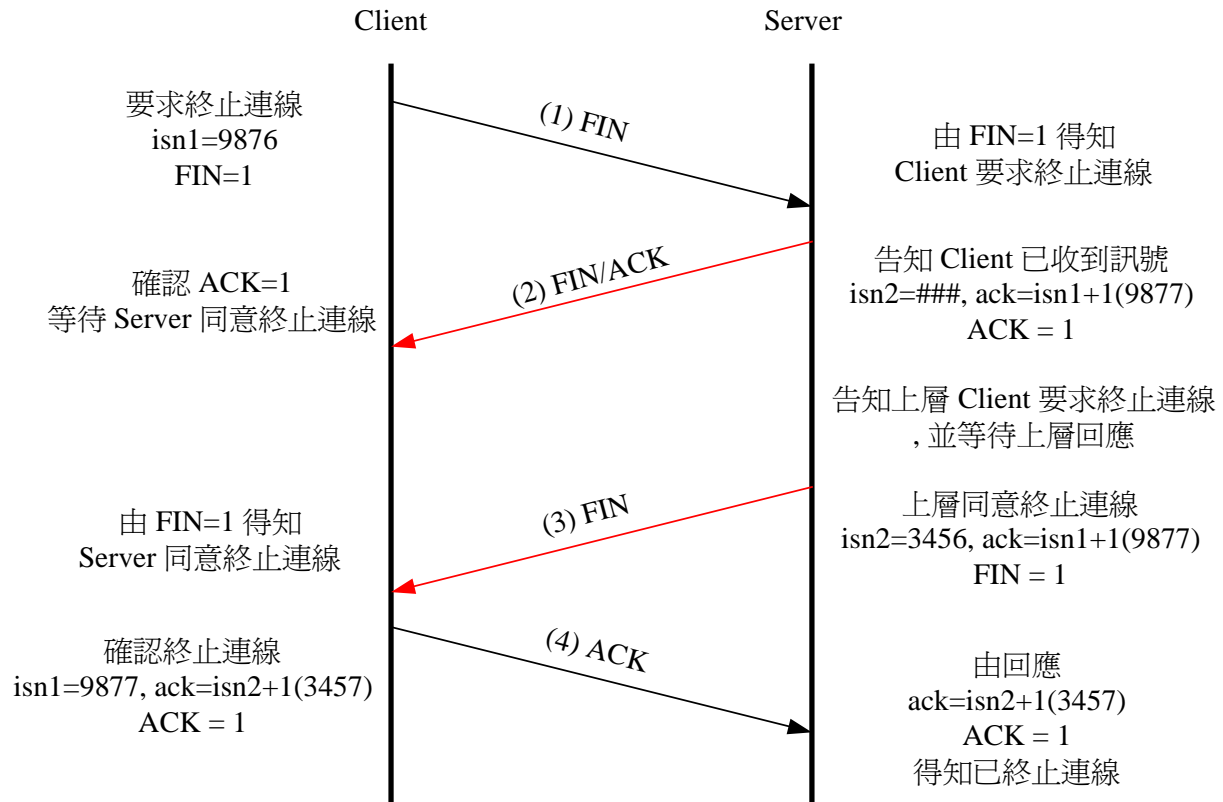 Client
Server
要求終止連線
isn1=9876
FIN=1
(1) FIN
由 FIN=1 得知
Client 要求終止連線
(2) FIN/ACK
告知 Client 已收到訊號
isn2=###, ack=isn1+1(9877)
ACK = 1
確認 ACK=1
等待 Server 同意終止連線
告知上層 Client 要求終止連線
, 並等待上層回應
(3) FIN
上層同意終止連線
isn2=3456, ack=isn1+1(9877)
FIN = 1
由 FIN=1 得知
Server 同意終止連線
確認終止連線
isn1=9877, ack=isn2+1(3457)
ACK = 1
(4) ACK
由回應
ack=isn2+1(3457)
ACK = 1
得知已終止連線